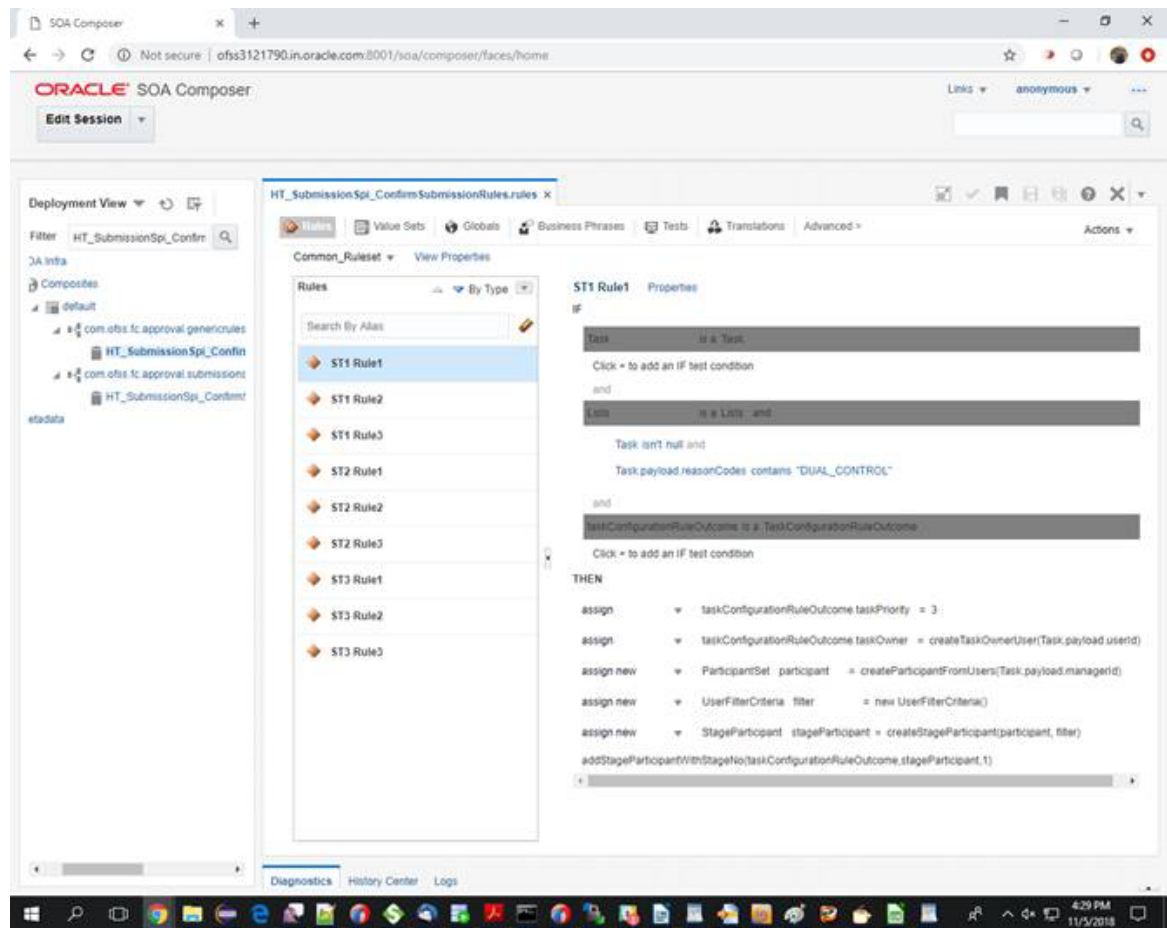 SOA Composer
Not secure | ofss3121790.in.oracle.com:8001/soa/composer/faces/home
ORACLE SOA Composer
Links
anonymous
Edit Session
Deployment View
Filter HT_SubmissionSpi_Confirm
OA Infra
Composites
default
com.ofss.fc.approval.genericrules
HT_SubmissionSpi_Confirm
com.ofss.fc.approval.submissions
HT_SubmissionSpi_Confirm
etadata
HT_SubmissionSpi_ConfirmSubmissionRules.rules
Rules Value Sets Globals Business Phrases Tests Translations Advanced > Actions
Common_Ruleset View Properties
Rules By Type
Search By Alias
ST1 Rule1
ST1 Rule2
ST1 Rule3
ST2 Rule1
ST2 Rule2
ST2 Rule3
ST3 Rule1
ST3 Rule2
ST3 Rule3
ST1 Rule1 Properties
IF
Task is a Task
Click + to add an IF test condition
and
Lists is a Lists and
Task isn't null and
Task.payload.reasonCodes contains "DUAL_CONTROL"
and
taskConfigurationRuleOutcome is a TaskConfigurationRuleOutcome
Click + to add an IF test condition
THEN
assign taskConfigurationRuleOutcome.taskPriority = 3
assign taskConfigurationRuleOutcome.taskOwner = createTaskOwnerUser(Task.payload.userId)
assign new ParticipantSet participant = createParticipantFromUsers(Task.payload.managerId)
assign new UserFilterCriteria filter = new UserFilterCriteria()
assign new StageParticipant stageParticipant = createStageParticipant(participant, filter)
addStageParticipantWithStageNo(taskConfigurationRuleOutcome,stageParticipant,1)
Diagnostics History Center Logs
4:29 PM
11/5/2018